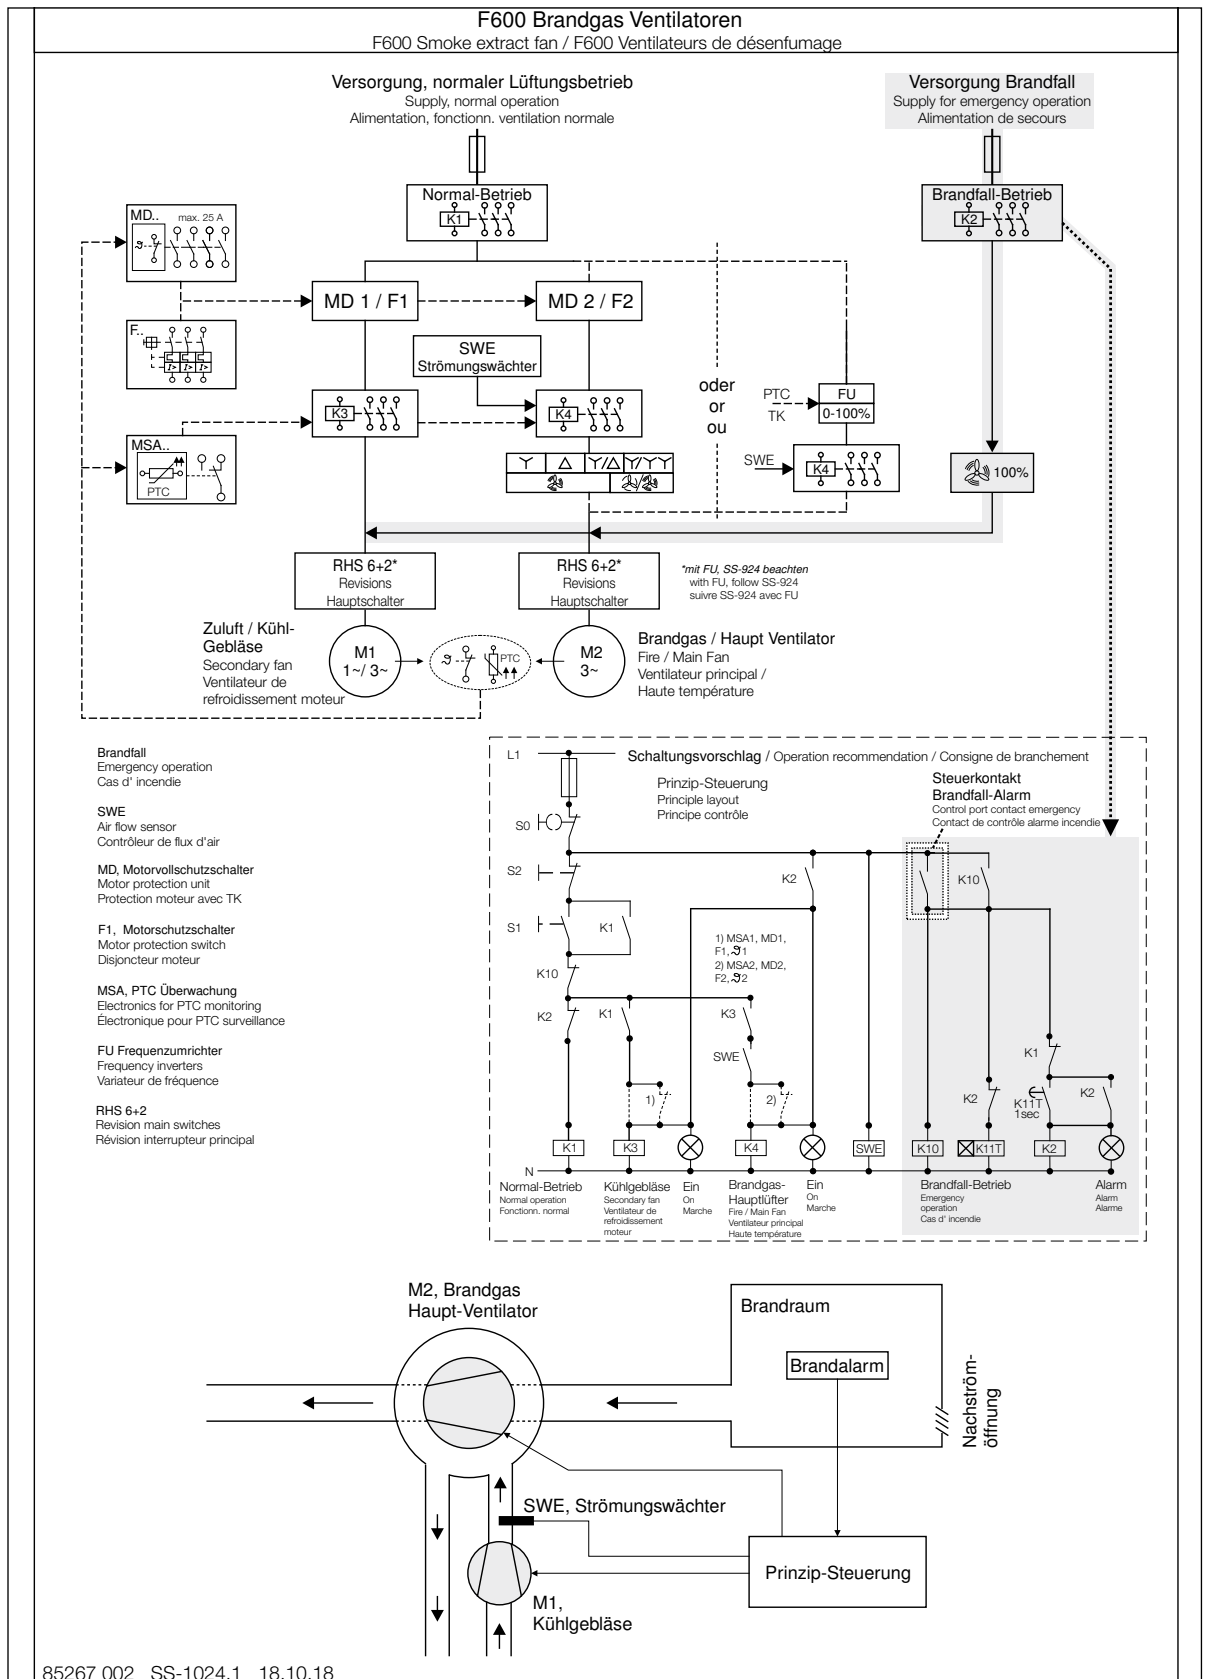 F600 Brandgas Ventilatoren
F600 Smoke extract fan / F600 Ventilateurs de désenfumage
Versorgung, normaler Lüftungsbetrieb
Supply, normal operation
Alimentation, fonctionn. ventilation normale
Versorgung Brandfall
Supply for emergency operation
Alimentation de secours
Normal-Betrieb
K1
Brandfall-Betrieb
K2
MD..
max. 25 A
MD 1 / F1
MD 2 / F2
F..
I> I> I>
SWE
Strömungswächter
oder
or
ou
PTC
TK
FU
0-100%
K3
K4
MSA..
PTC
SWE
K4
100%
RHS 6+2*
Revisions
Hauptschalter
RHS 6+2*
Revisions
Hauptschalter
*mit FU, SS-924 beachten
with FU, follow SS-924
suivre SS-924 avec FU
Zuluft / Kühl-
Gebläse
Secondary fan
Ventilateur de
refroidissement moteur
M1
1~/ 3~
PTC
M2
3~
Brandgas / Haupt Ventilator
Fire / Main Fan
Ventilateur principal /
Haute température
Brandfall
Emergency operation
Cas d' incendie
SWE
Air flow sensor
Contrôleur de flux d'air
MD, Motorvollschutzschalter
Motor protection unit
Protection moteur avec TK
F1, Motorschutzschalter
Motor protection switch
Disjoncteur moteur
MSA, PTC Überwachung
Electronics for PTC monitoring
Électronique pour PTC surveillance
FU Frequenzumrichter
Frequency inverters
Variateur de fréquence
RHS 6+2
Revision main switches
Révision interrupteur principal
L1
Schaltungsvorschlag / Operation recommendation / Consigne de branchement
Prinzip-Steuerung
Principle layout
Principe contrôle
Steuerkontakt
Brandfall-Alarm
Control port contact emergency
Contact de contrôle alarme incendie
S0
S2
K2
K10
S1
K1
1) MSA1, MD1,
F1, ϑ1
2) MSA2, MD2,
F2, ϑ2
K10
K2
K1
K3
SWE
K1
1)
2)
K2
K11T
1sec
K2
K1
K3
K4
SWE
K10
K11T
K2
N
Normal-Betrieb
Normal operation
Fonctionn. normal
Kühlgebläse
Secondary fan
Ventilateur de
refroidissement
moteur
Ein
On
Marche
Brandgas-
Hauptlüfter
Fire / Main Fan
Ventilateur principal
Haute température
Ein
On
Marche
Brandfall-Betrieb
Emergency
operation
Cas d' incendie
Alarm
Alarm
Alarme
M2, Brandgas
Haupt-Ventilator
Brandraum
Brandalarm
Nachström-
öffnung
SWE, Strömungswächter
Prinzip-Steuerung
M1,
Kühlgebläse
85267 002 SS-1024.1 18.10.18